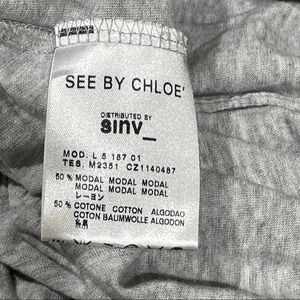 SEE BY CHLOE'
DISTRIBUTED BY
sinv_
MOD. L 5 187 01
TES. M2351 CZ1140487
50 % MODAL MODAL MODAL
MODAL MODAL MODAL
レーヨン
50 % COTONE COTTON ALGODAO
COTON BAUMWOLLE ALGODON